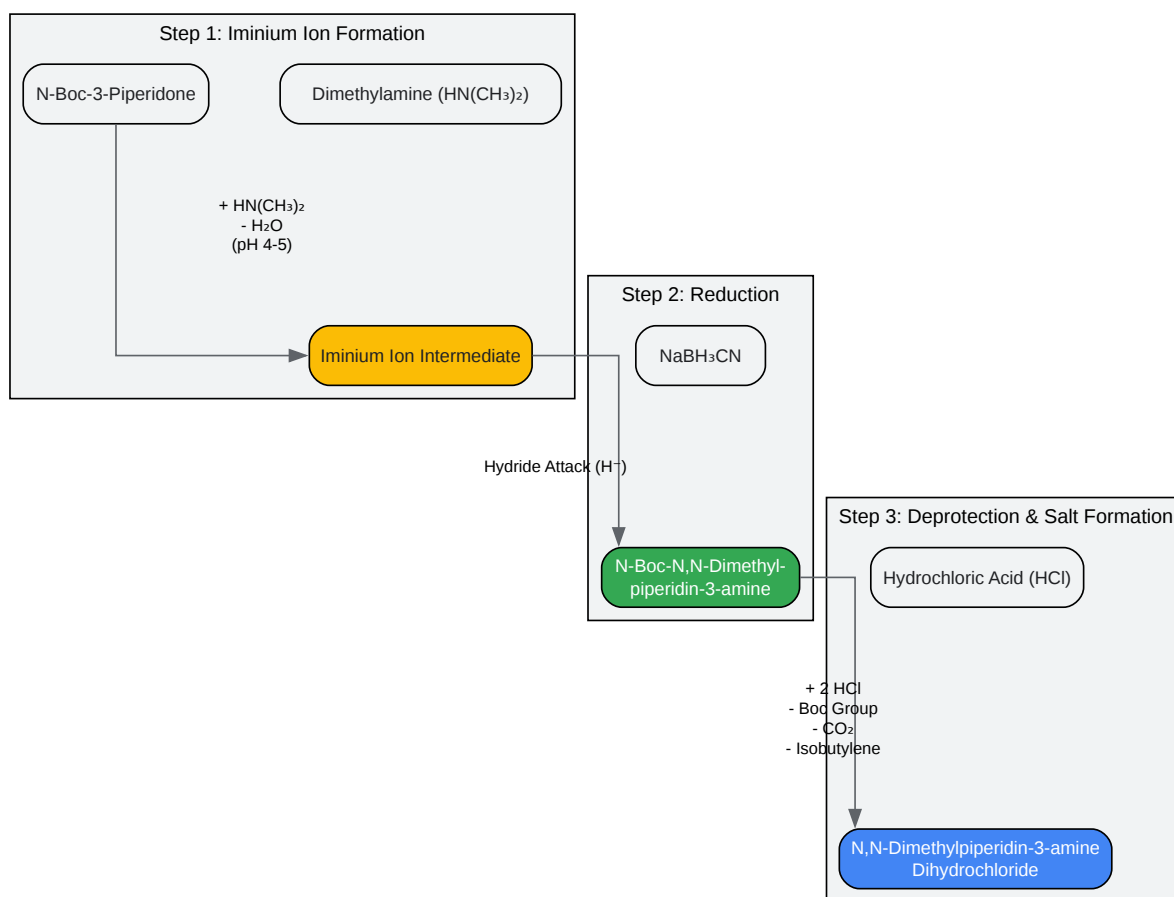 Step 1: Iminium Ion Formation
N-Boc-3-Piperidone
Dimethylamine (HN(CH₃)₂)
+ HN(CH₃)₂
- H₂O
(pH 4-5)
Iminium Ion Intermediate
Step 2: Reduction
NaBH₃CN
Hydride Attack (H⁻)
N-Boc-N,N-Dimethyl-
piperidin-3-amine
Step 3: Deprotection & Salt Formation
Hydrochloric Acid (HCl)
+ 2 HCl
- Boc Group
- CO₂
- Isobutylene
N,N-Dimethylpiperidin-3-amine
Dihydrochloride